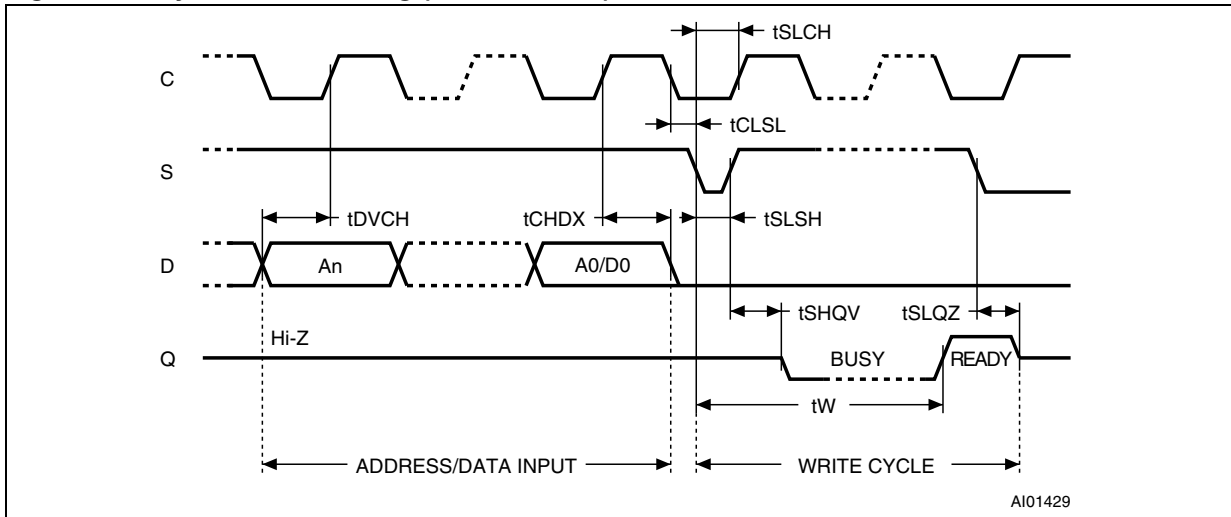 tSLCH
C
tCLSL
S
tDVCH
tCHDX
tSLSH
D
An
A0/D0
tSHQV
tSLQZ
Hi-Z
Q
BUSY
READY
tW
ADDRESS/DATA INPUT
WRITE CYCLE
AI01429